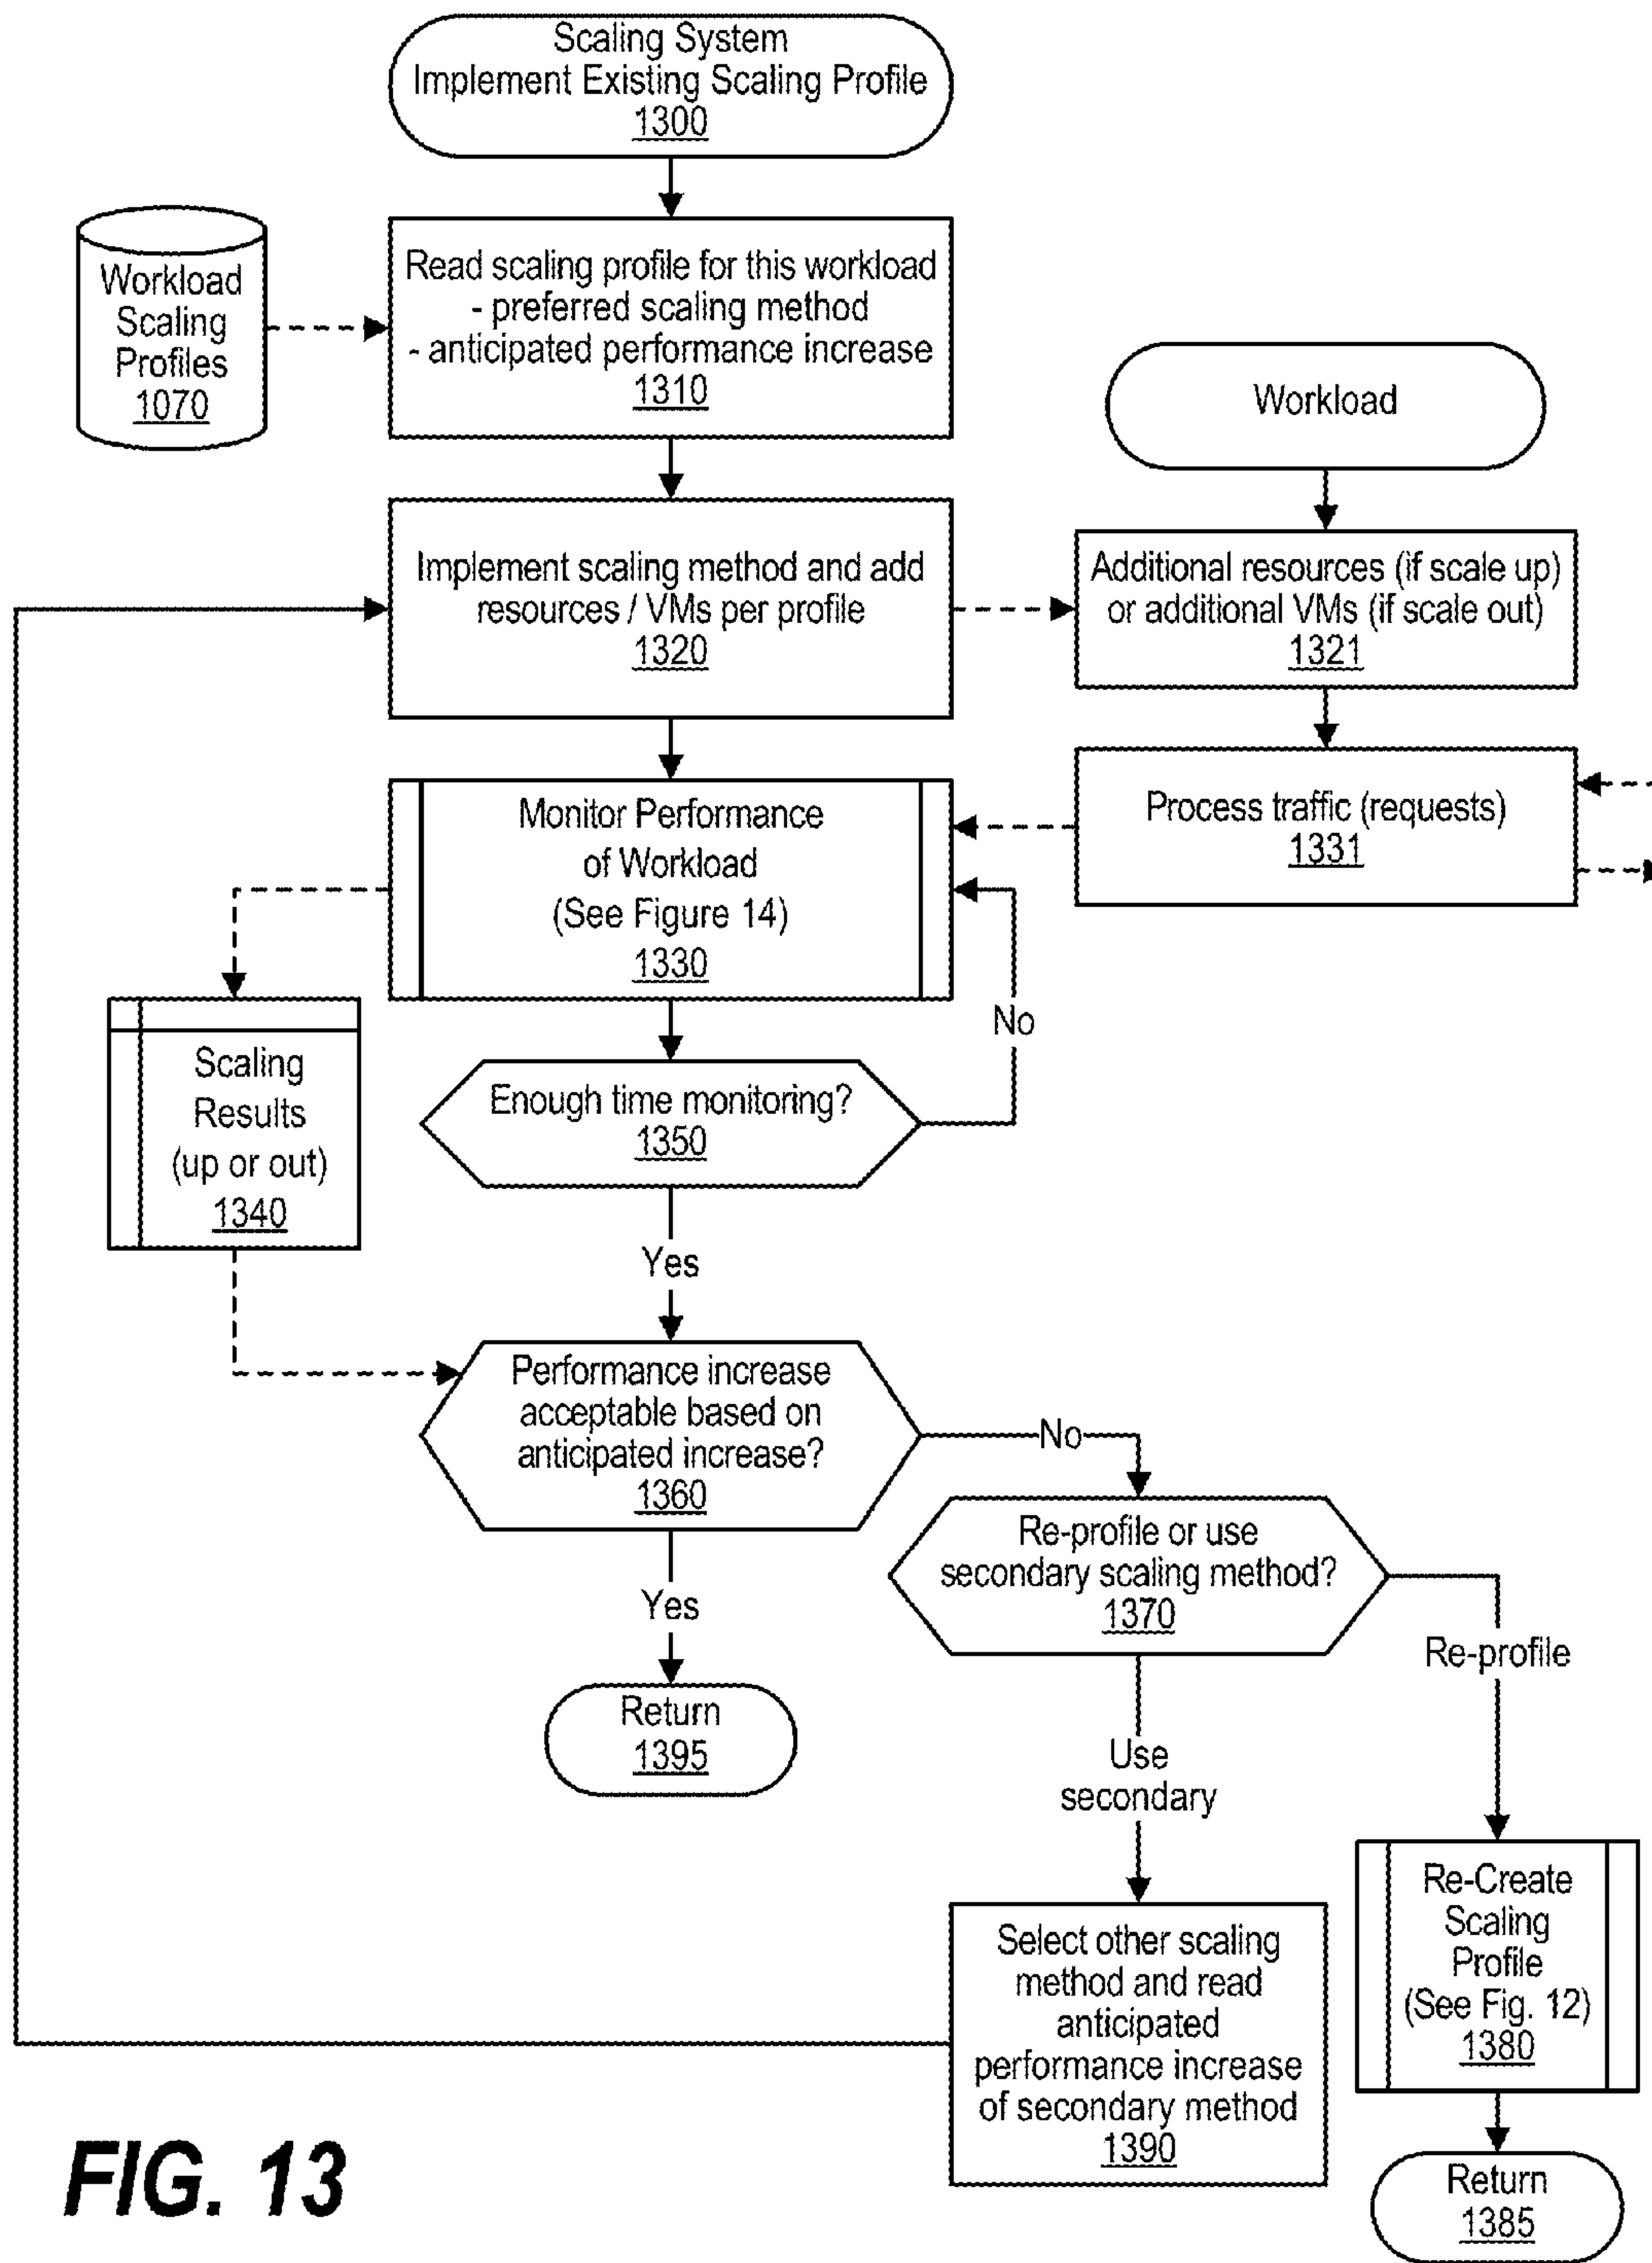 Scaling System
Implement Existing Scaling Profile
1300
Workload
Scaling
Profiles
1070
Read scaling profile for this workload
- preferred scaling method
- anticipated performance increase
1310
Workload
Implement scaling method and add
resources / VMs per profile
1320
Additional resources (if scale up)
or additional VMs (if scale out)
1321
Process traffic (requests)
1331
Monitor Performance
of Workload
(See Figure 14)
1330
No
Scaling
Results
(up or out)
1340
Enough time monitoring?
1350
Yes
Performance increase
acceptable based on
anticipated increase?
1360
No
Re-profile or use
secondary scaling method?
1370
Yes
Re-profile
Return
1395
Use
secondary
Re-Create
Scaling
Profile
(See Fig. 12)
1380
Select other scaling
method and read
anticipated
performance increase
of secondary method
1390
Return
1385
FIG. 13